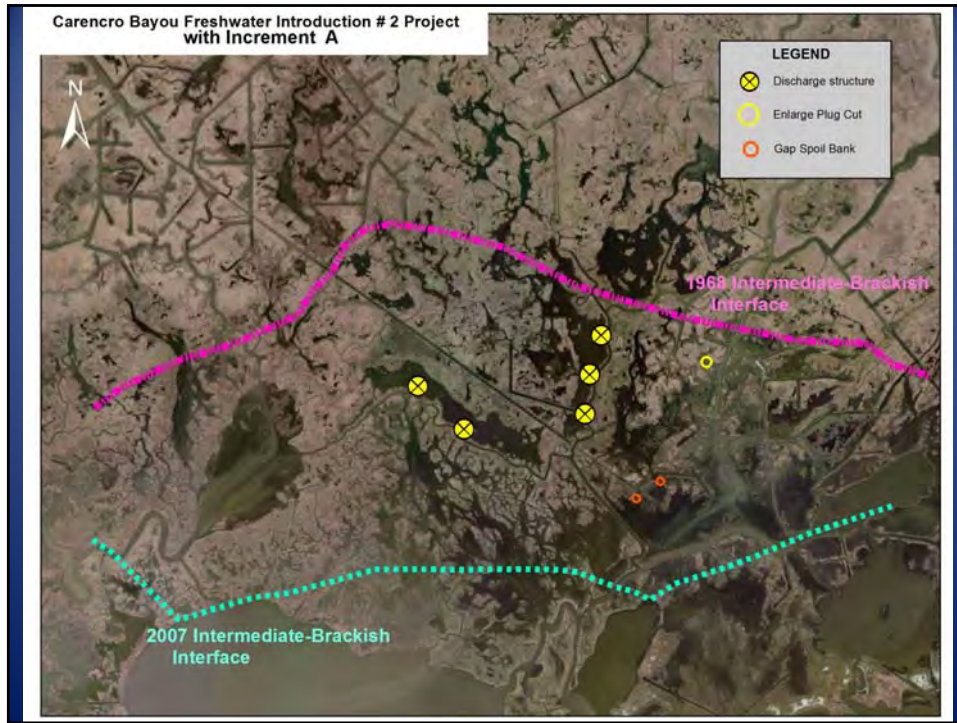 Carencro Bayou Freshwater Introduction # 2 Project
with Increment A
N
LEGEND
Discharge structure
Enlarge Plug Cut
Gap Spoil Bank
1968 Intermediate-Brackish
Interface
2007 Intermediate-Brackish
Interface